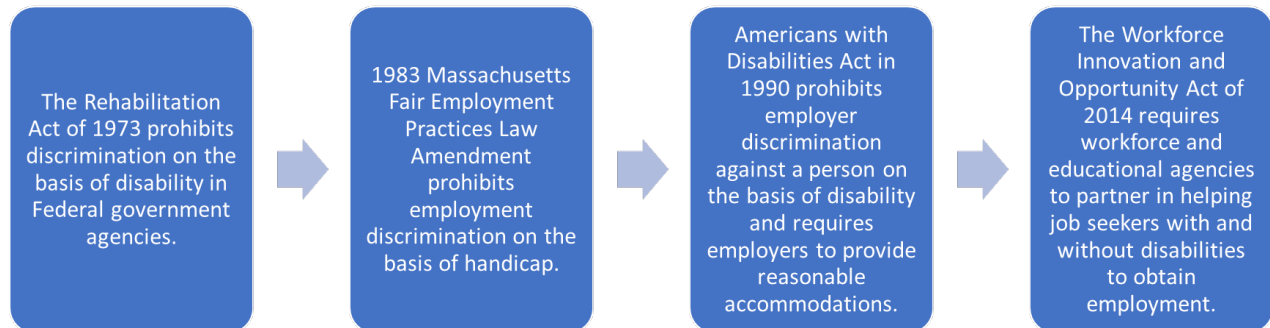 The Rehabilitation
Act of 1973 prohibits
discrimination on the
basis of disability in
Federal government
agencies.
1983 Massachusetts
Fair Employment
Practices Law
Amendment
prohibits
employment
discrimination on the
basis of handicap.
Americans with
Disabilities Act in
1990 prohibits
employer
discrimination
against a person on
the basis of disability
and requires
employers to provide
reasonable
accommodations.
The Workforce
Innovation and
Opportunity Act of
2014 requires
workforce and
educational agencies
to partner in helping
job seekers with and
without disabilities
to obtain
employment.